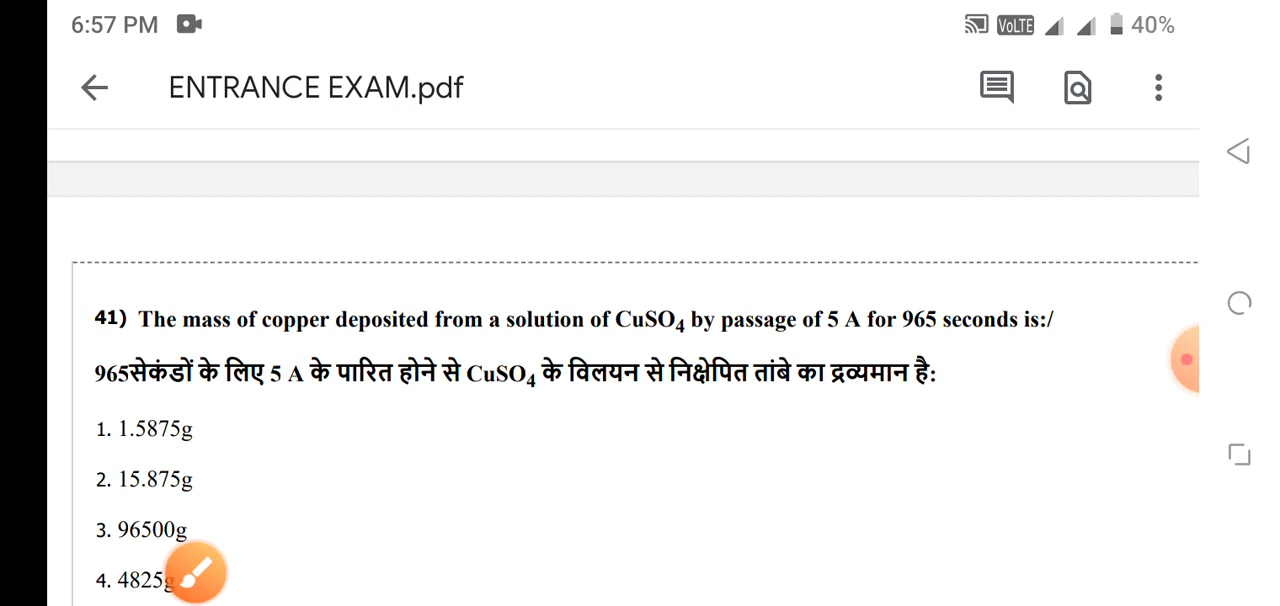 6:57 PM VoLTE 40%
ENTRANCE EXAM.pdf
41) The mass of copper deposited from a solution of CuSO4 by passage of 5 A for 965 seconds is:/
965सेकंडों के लिए 5 A के पारित होने से CuSO4 के विलयन से निक्षेपित तांबे का द्रव्यमान है:
1. 1.5875g
2. 15.875g
3. 96500g
4. 4825g